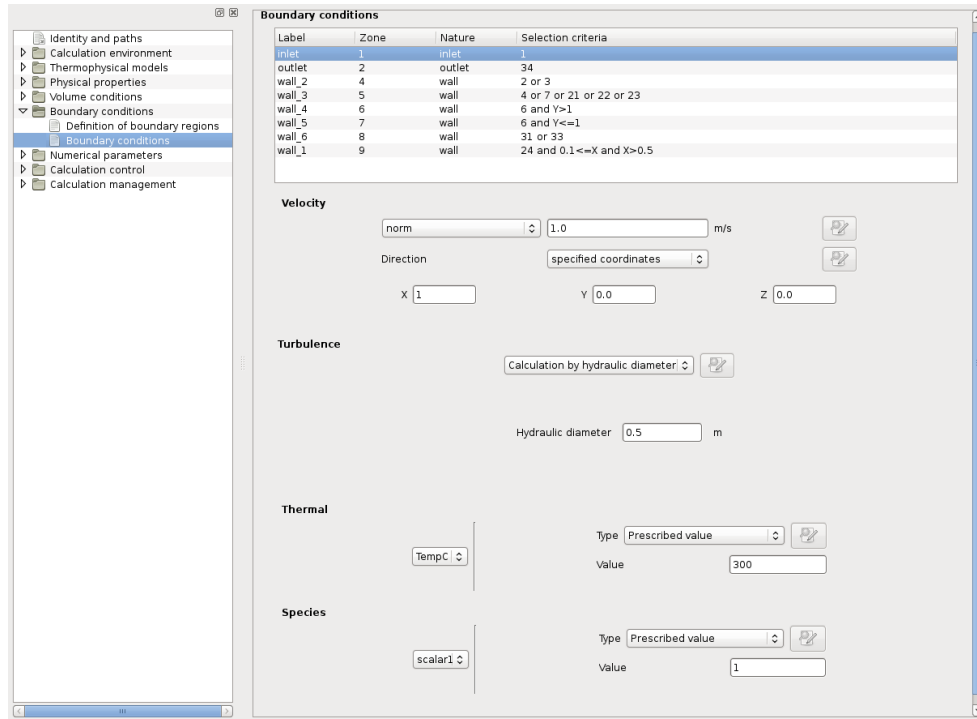 Identity and paths
Calculation environment
Thermophysical models
Physical properties
Volume conditions
Boundary conditions
Definition of boundary regions
Boundary conditions
Numerical parameters
Calculation control
Calculation management
Boundary conditions
Label Zone Nature Selection criteria
inlet 1 inlet 1
outlet 2 outlet 34
wall_2 4 wall 2 or 3
wall_3 5 wall 4 or 7 or 21 or 22 or 23
wall_4 6 wall 6 and Y>1
wall_5 7 wall 6 and Y<=1
wall_6 8 wall 31 or 33
wall_1 9 wall 24 and 0.1<=X and X>0.5
Velocity
norm 1.0 m/s
Direction specified coordinates
X 1 Y 0.0 Z 0.0
Turbulence
Calculation by hydraulic diameter
Hydraulic diameter 0.5 m
Thermal
Type Prescribed value
TempC
Value 300
Species
Type Prescribed value
scalar1
Value 1